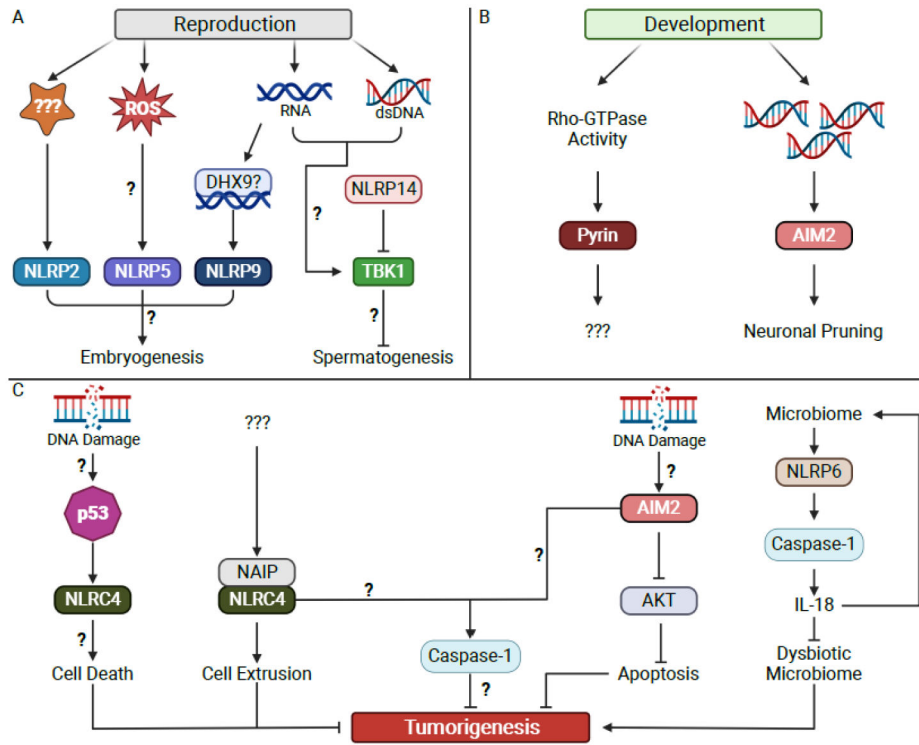 A
Reproduction
???
ROS
RNA
dsDNA
?
DHX9?
?
NLRP14
NLRP2
NLRP5
NLRP9
TBK1
?
?
Embryogenesis
Spermatogenesis
B
Development
Rho-GTPase
Activity
Pyrin
AIM2
???
Neuronal Pruning
C
DNA Damage
?
p53
NLRC4
?
Cell Death
???
NAIP
NLRC4
Cell Extrusion
?
Caspase-1
?
DNA Damage
?
AIM2
?
AKT
Apoptosis
Microbiome
NLRP6
Caspase-1
IL-18
Dysbiotic
Microbiome
Tumorigenesis